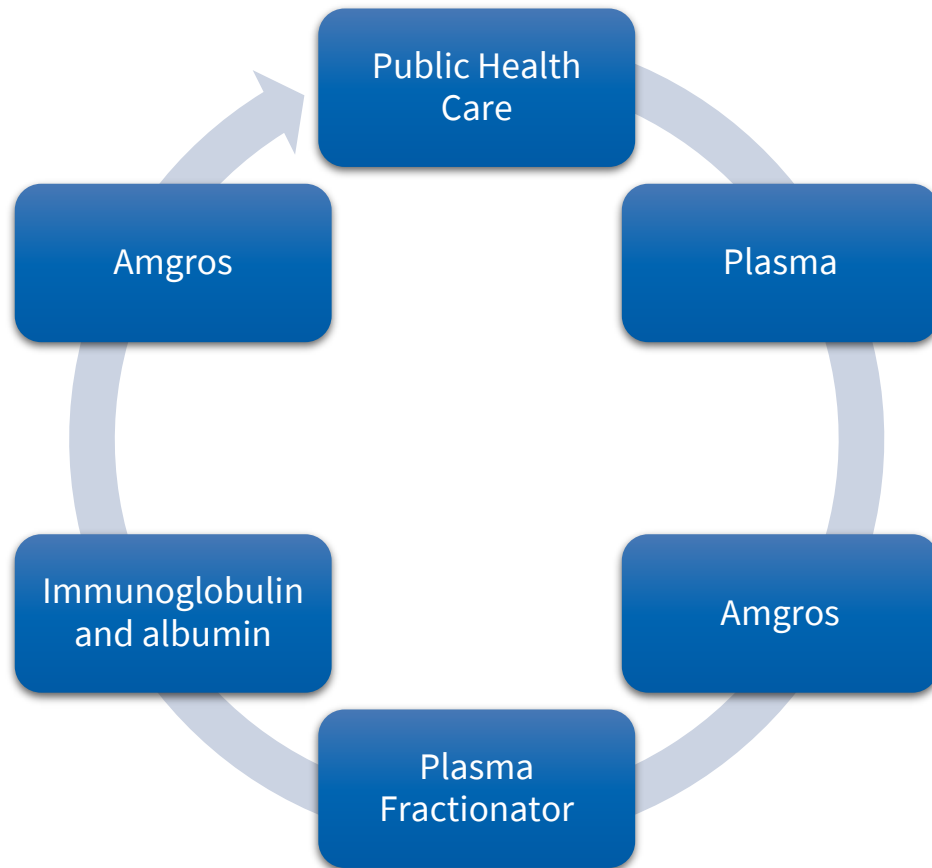 Public Health
Care
Plasma
Amgros
Plasma
Fractionator
Immunoglobulin
and albumin
Amgros